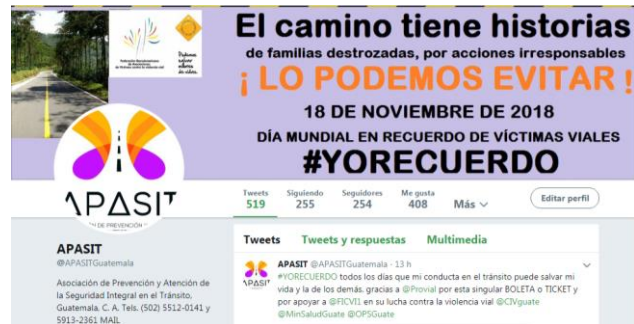 El camino tiene historias
de familias destrozadas, por acciones irresponsables
¡ LO PODEMOS EVITAR !
18 DE NOVIEMBRE DE 2018
DÍA MUNDIAL EN RECUERDO DE VÍCTIMAS VIALES
#YORECUERDO
APASIT
Tweets Siguiendo Seguidores Me gusta
519 255 254 408 Más
Editar perfil
APASIT
@APASITGuatemala
Asociación de Prevención y Atención de
la Seguridad Integral en el Tránsito,
Guatemala, C. A. Tels. (502) 5512-0141 y
5913-2361 MAIL
Tweets Tweets y respuestas Multimedia
APASIT @APASITGuatemala · 13 h
#YORECUERDO todos los días que mi conducta en el tránsito puede salvar mi
vida y la de los demás. gracias a @Provial por esta singular BOLETA o TICKET y
por apoyar a @FICVI1 en su lucha contra la violencia vial @CIVguate
@MinSaludGuate @OPSGuate